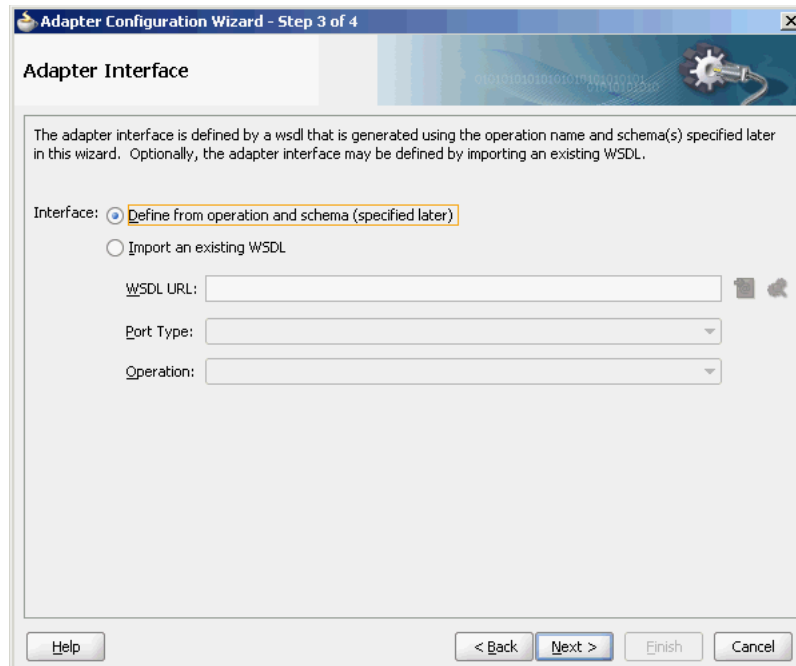 Adapter Configuration Wizard - Step 3 of 4
Adapter Interface
The adapter interface is defined by a wsdl that is generated using the operation name and schema(s) specified later
in this wizard.  Optionally, the adapter interface may be defined by importing an existing WSDL.
Interface: Define from operation and schema (specified later)
Import an existing WSDL
WSDL URL:
Port Type:
Operation:
Help
< Back
Next >
Finish
Cancel